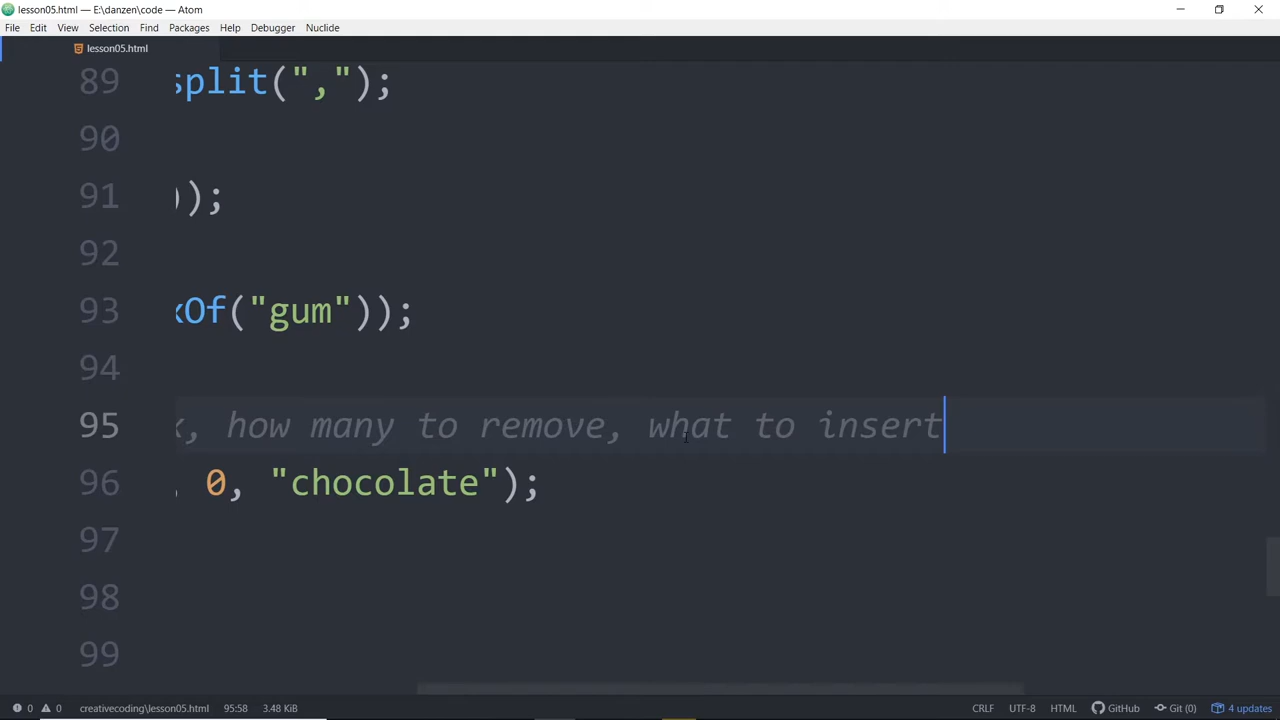 lesson05.html — E:\danzen\code — Atom
File Edit View Selection Find Packages Help Debugger Nuclide
lesson05.html
89 split(",");
90
91 ));
92
93 xOf("gum"));
94
95 x, how many to remove, what to insert
96 , 0, "chocolate");
97
98
99
0 0 creativecoding\lesson05.html 95:58 3.48 KiB CRLF UTF-8 HTML GitHub Git (0) 4 updates